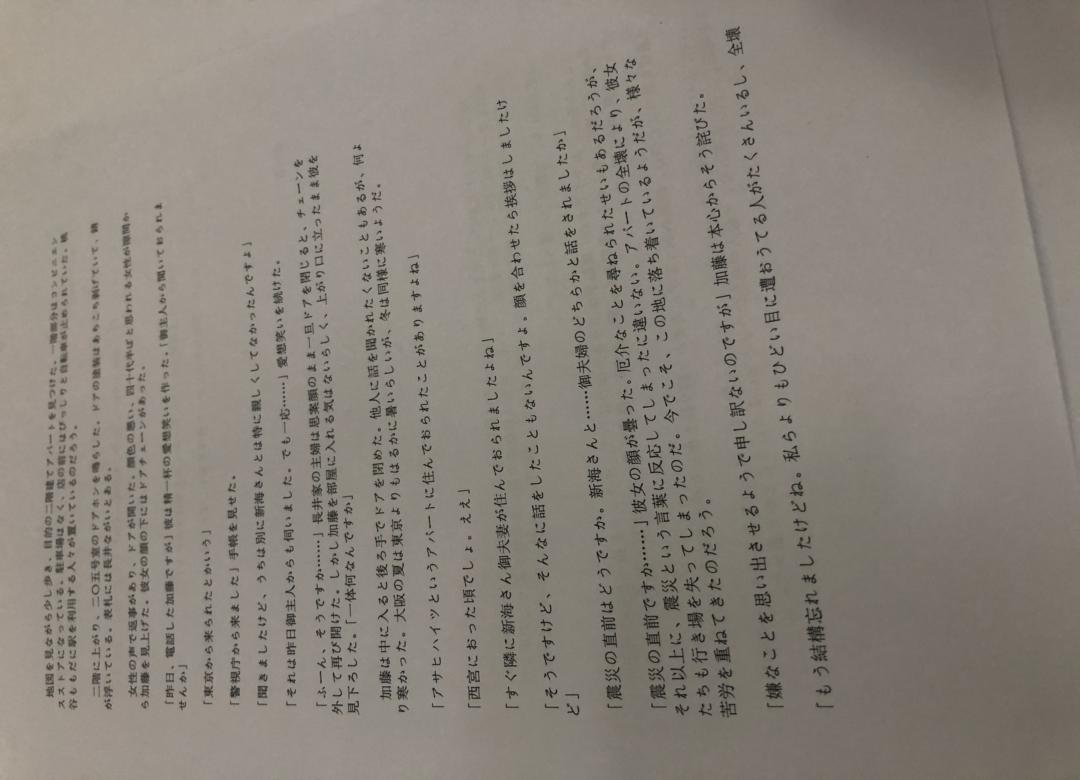 地図を見ながら少し歩き、目的の二階建てアパートを見つけた。一階部分はコンビニエン
スストアになっている。駐車場はなく、店の前にはびっしりと自転車が止められていた。桃
谷ももだに駅を利用する人々が置いているのだろう。
二階に上がり、二〇五号室のドアホンを鳴らした。ドアの塗装はあちこち剥げていて、錆
が浮いている。表札には長井ながいとある。
女性の声で返事があり、ドアが開いた。顔色の悪い、四十代半ばと思われる女性が隙間か
ら加藤を見上げた。彼女の顔の下にはドアチェーンがあった。
「昨日、電話した加藤ですが」彼は精一杯の愛想笑いを作った。「御主人から聞いておられま
せんか」
「東京から来られたとかいう」
「警視庁から来ました」手帳を見せた。
「聞きましたけど、うちは別に新海さんとは特に親しくしてなかったんですよ」
「それは昨日御主人からも伺いました。でも一応……」愛想笑いを続けた。
「ふーん、そうですか……」長井家の主婦は思案顔のまま一旦ドアを閉じると、チェーンを
外して再び開けた。しかし加藤を部屋に入れる気はないらしく、上がり口に立ったまま彼を
見下ろした。「一体何なんですか」
加藤は中に入ると後ろ手でドアを閉めた。他人に話を聞かれたくないこともあるが、何よ
り寒かった。大阪の夏は東京よりもはるかに暑いらしいが、冬は同様に寒いようだ。
「アサヒハイツというアパートに住んでおられたことがありますよね」
「西宮におった頃でしょ。ええ」
「すぐ隣に新海さん御夫妻が住んでおられましたよね」
「そうですけど、そんなに話をしたこともないんですよ。顔を合わせたら挨拶はしましたけ
ど」
「震災の直前はどうですか。新海さんと……御夫婦のどちらかと話をされましたか」
「震災の直前ですか……」彼女の顔が曇った。厄介なことを尋ねられたせいもあるだろうが、
それ以上に、震災という言葉に反応してしまったに違いない。アパートの全壊により、彼女
たちも行き場を失ってしまったのだ。今でこそ、この地に落ち着いているようだが、様々な
苦労を重ねてきたのだろう。
「嫌なことを思い出させるようで申し訳ないのですが」加藤は本心からそう詫びた。
「もう結構忘れましたけどね。私らよりもひどい目に遭おうてる人がたくさんいるし、全壊